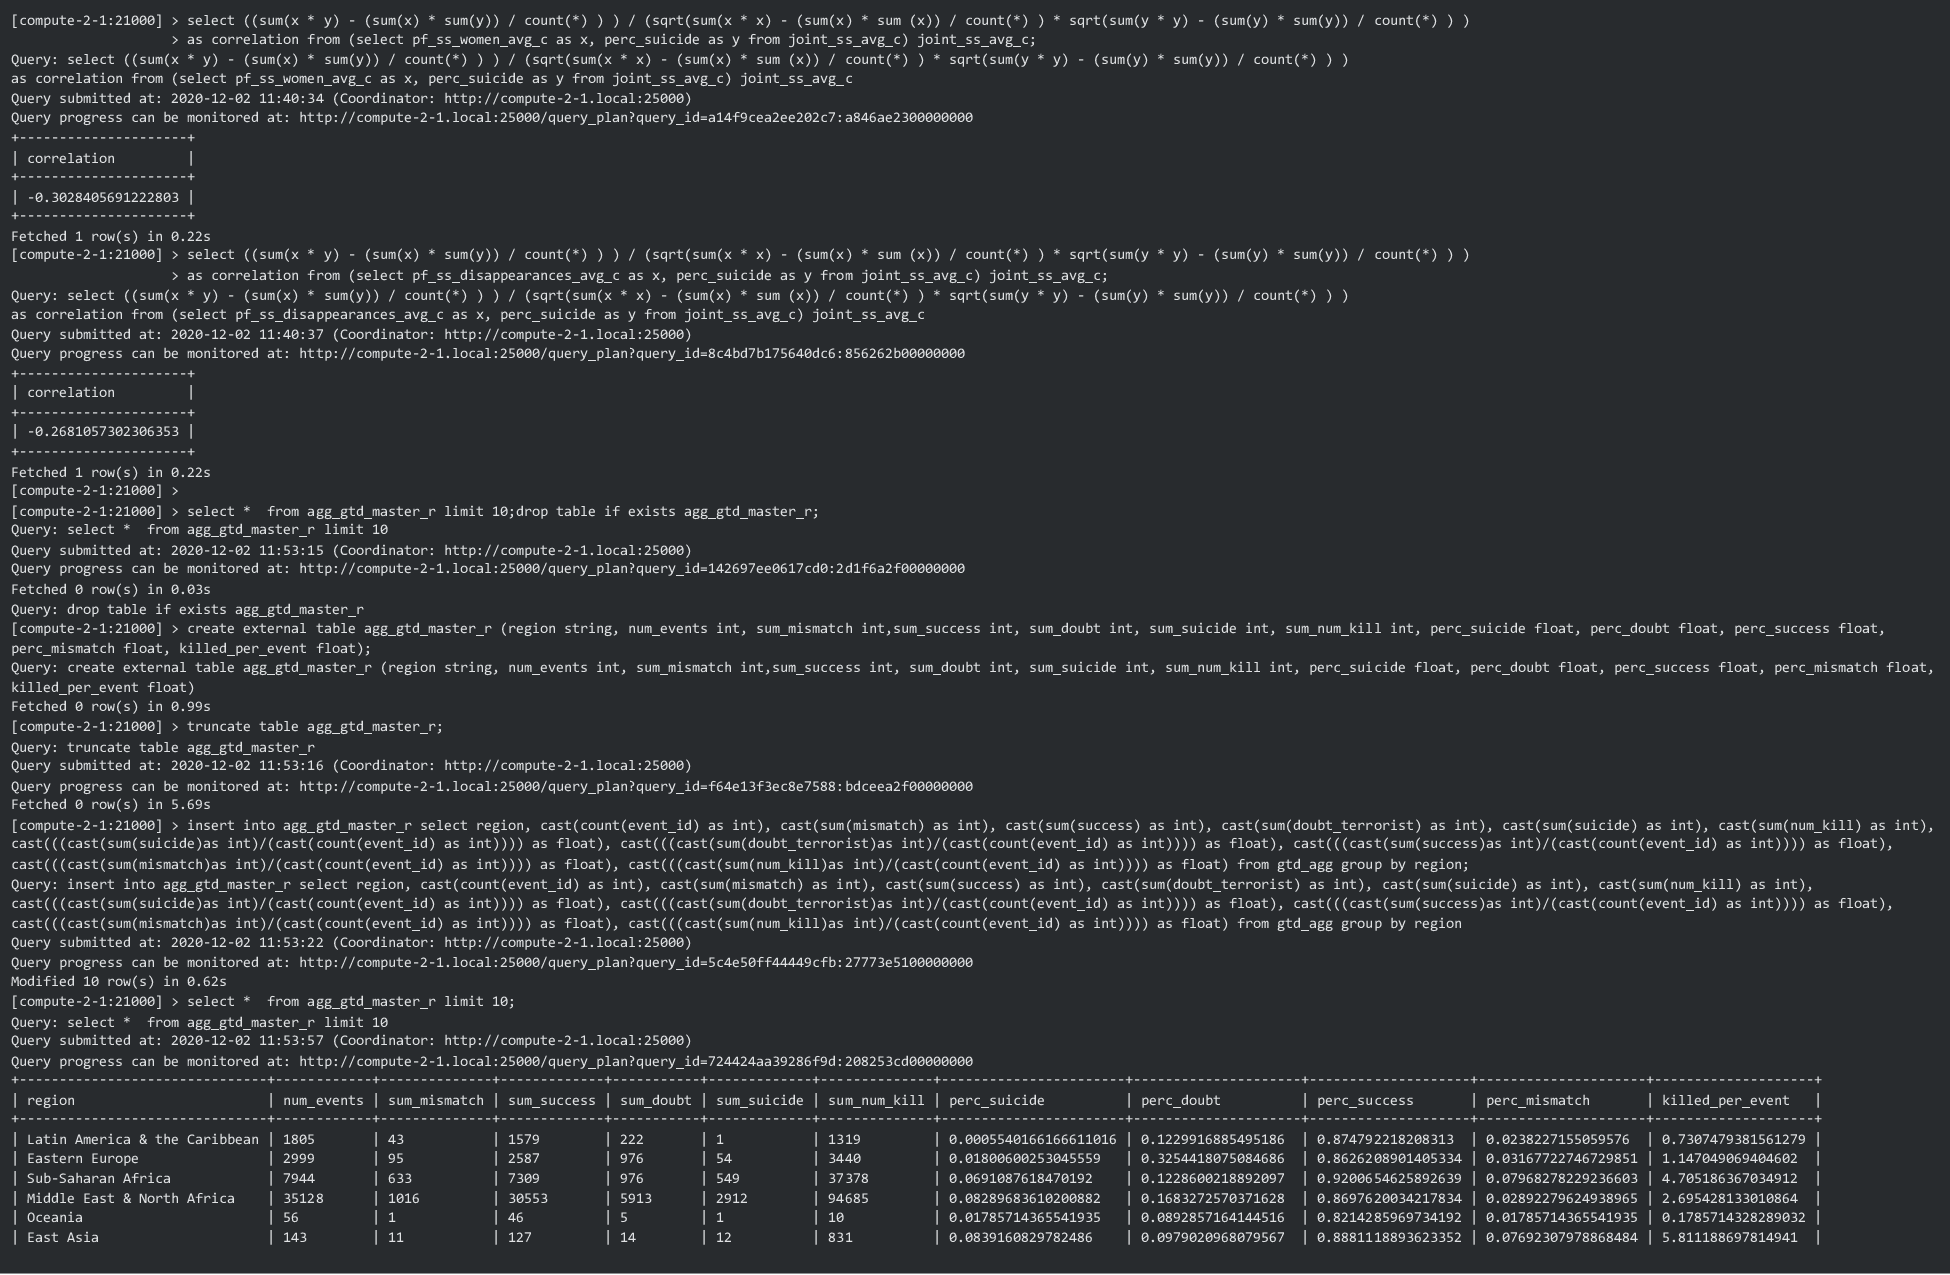 [compute-2-1:21000] > select ((sum(x * y) - (sum(x) * sum(y)) / count(*) ) ) / (sqrt(sum(x * x) - (sum(x) * sum (x)) / count(*) ) * sqrt(sum(y * y) - (sum(y) * sum(y)) / count(*) ) )
                    > as correlation from (select pf_ss_women_avg_c as x, perc_suicide as y from joint_ss_avg_c) joint_ss_avg_c;
Query: select ((sum(x * y) - (sum(x) * sum(y)) / count(*) ) ) / (sqrt(sum(x * x) - (sum(x) * sum (x)) / count(*) ) * sqrt(sum(y * y) - (sum(y) * sum(y)) / count(*) ) )
as correlation from (select pf_ss_women_avg_c as x, perc_suicide as y from joint_ss_avg_c) joint_ss_avg_c
Query submitted at: 2020-12-02 11:40:34 (Coordinator: http://compute-2-1.local:25000)
Query progress can be monitored at: http://compute-2-1.local:25000/query_plan?query_id=a14f9cea2ee202c7:a846ae2300000000
+---------------------+
| correlation         |
+---------------------+
| -0.3028405691222803 |
+---------------------+
Fetched 1 row(s) in 0.22s
[compute-2-1:21000] > select ((sum(x * y) - (sum(x) * sum(y)) / count(*) ) ) / (sqrt(sum(x * x) - (sum(x) * sum (x)) / count(*) ) * sqrt(sum(y * y) - (sum(y) * sum(y)) / count(*) ) )
                    > as correlation from (select pf_ss_disappearances_avg_c as x, perc_suicide as y from joint_ss_avg_c) joint_ss_avg_c;
Query: select ((sum(x * y) - (sum(x) * sum(y)) / count(*) ) ) / (sqrt(sum(x * x) - (sum(x) * sum (x)) / count(*) ) * sqrt(sum(y * y) - (sum(y) * sum(y)) / count(*) ) )
as correlation from (select pf_ss_disappearances_avg_c as x, perc_suicide as y from joint_ss_avg_c) joint_ss_avg_c
Query submitted at: 2020-12-02 11:40:37 (Coordinator: http://compute-2-1.local:25000)
Query progress can be monitored at: http://compute-2-1.local:25000/query_plan?query_id=8c4bd7b175640dc6:856262b00000000
+---------------------+
| correlation         |
+---------------------+
| -0.2681057302306353 |
+---------------------+
Fetched 1 row(s) in 0.22s
[compute-2-1:21000] >
[compute-2-1:21000] > select *  from agg_gtd_master_r limit 10;drop table if exists agg_gtd_master_r;
Query: select *  from agg_gtd_master_r limit 10
Query submitted at: 2020-12-02 11:53:15 (Coordinator: http://compute-2-1.local:25000)
Query progress can be monitored at: http://compute-2-1.local:25000/query_plan?query_id=142697ee0617cd0:2d1f6a2f00000000
Fetched 0 row(s) in 0.03s
Query: drop table if exists agg_gtd_master_r
[compute-2-1:21000] > create external table agg_gtd_master_r (region string, num_events int, sum_mismatch int,sum_success int, sum_doubt int, sum_suicide int, sum_num_kill int, perc_suicide float, perc_doubt float, perc_success float,
perc_mismatch float, killed_per_event float);
Query: create external table agg_gtd_master_r (region string, num_events int, sum_mismatch int,sum_success int, sum_doubt int, sum_suicide int, sum_num_kill int, perc_suicide float, perc_doubt float, perc_success float, perc_mismatch float,
killed_per_event float)
Fetched 0 row(s) in 0.99s
[compute-2-1:21000] > truncate table agg_gtd_master_r;
Query: truncate table agg_gtd_master_r
Query submitted at: 2020-12-02 11:53:16 (Coordinator: http://compute-2-1.local:25000)
Query progress can be monitored at: http://compute-2-1.local:25000/query_plan?query_id=f64e13f3ec8e7588:bdceea2f00000000
Fetched 0 row(s) in 5.69s
[compute-2-1:21000] > insert into agg_gtd_master_r select region, cast(count(event_id) as int), cast(sum(mismatch) as int), cast(sum(success) as int), cast(sum(doubt_terrorist) as int), cast(sum(suicide) as int), cast(sum(num_kill) as int),
cast(((cast(sum(suicide)as int)/(cast(count(event_id) as int)))) as float), cast(((cast(sum(doubt_terrorist)as int)/(cast(count(event_id) as int)))) as float), cast(((cast(sum(success)as int)/(cast(count(event_id) as int)))) as float),
cast(((cast(sum(mismatch)as int)/(cast(count(event_id) as int)))) as float), cast(((cast(sum(num_kill)as int)/(cast(count(event_id) as int)))) as float) from gtd_agg group by region;
Query: insert into agg_gtd_master_r select region, cast(count(event_id) as int), cast(sum(mismatch) as int), cast(sum(success) as int), cast(sum(doubt_terrorist) as int), cast(sum(suicide) as int), cast(sum(num_kill) as int),
cast(((cast(sum(suicide)as int)/(cast(count(event_id) as int)))) as float), cast(((cast(sum(doubt_terrorist)as int)/(cast(count(event_id) as int)))) as float), cast(((cast(sum(success)as int)/(cast(count(event_id) as int)))) as float),
cast(((cast(sum(mismatch)as int)/(cast(count(event_id) as int)))) as float), cast(((cast(sum(num_kill)as int)/(cast(count(event_id) as int)))) as float) from gtd_agg group by region
Query submitted at: 2020-12-02 11:53:22 (Coordinator: http://compute-2-1.local:25000)
Query progress can be monitored at: http://compute-2-1.local:25000/query_plan?query_id=5c4e50ff44449cfb:27773e5100000000
Modified 10 row(s) in 0.62s
[compute-2-1:21000] > select *  from agg_gtd_master_r limit 10;
Query: select *  from agg_gtd_master_r limit 10
Query submitted at: 2020-12-02 11:53:57 (Coordinator: http://compute-2-1.local:25000)
Query progress can be monitored at: http://compute-2-1.local:25000/query_plan?query_id=724424aa39286f9d:208253cd00000000
+-----------------------------+------------+--------------+-------------+-----------+-------------+--------------+-----------------------+---------------------+--------------------+---------------------+--------------------+
| region                      | num_events | sum_mismatch | sum_success | sum_doubt | sum_suicide | sum_num_kill | perc_suicide          | perc_doubt          | perc_success       | perc_mismatch       | killed_per_event   |
+-----------------------------+------------+--------------+-------------+-----------+-------------+--------------+-----------------------+---------------------+--------------------+---------------------+--------------------+
| Latin America & the Caribbean | 1805       | 43           | 1579        | 222       | 1           | 1319         | 0.0005540166166611016 | 0.1229916885495186  | 0.874792218208313  | 0.0238227155059576  | 0.7307479381561279 |
| Eastern Europe              | 2999       | 95           | 2587        | 976       | 54          | 3440         | 0.01800600253045559   | 0.3254418075084686  | 0.8626208901405334 | 0.03167722746729851 | 1.147049069404602  |
| Sub-Saharan Africa          | 7944       | 633          | 7309        | 976       | 549         | 37378        | 0.0691087618470192    | 0.1228600218892097  | 0.9200654625892639 | 0.07968278229236603 | 4.705186367034912  |
| Middle East & North Africa  | 35128      | 1016         | 30553       | 5913      | 2912        | 94685        | 0.08289683610200882   | 0.1683272570371628  | 0.8697620034217834 | 0.02892279624938965 | 2.695428133010864  |
| Oceania                     | 56         | 1            | 46          | 5         | 1           | 10           | 0.01785714365541935   | 0.0892857164144516  | 0.8214285969734192 | 0.01785714365541935 | 0.1785714328289032 |
| East Asia                   | 143        | 11           | 127         | 14        | 12          | 831          | 0.0839160829782486    | 0.0979020968079567  | 0.8881118893623352 | 0.07692307978868484 | 5.811188697814941  |